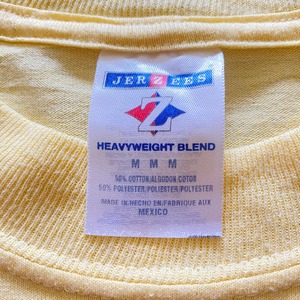 JERZEES
Z
HEAVYWEIGHT BLEND
M M M
50% COTTON/ALGODON/COTON
50% POLYESTER/POLIESTER/POLYESTER
MADE IN/HECHO EN/FABRIQUE AUX
MEXICO